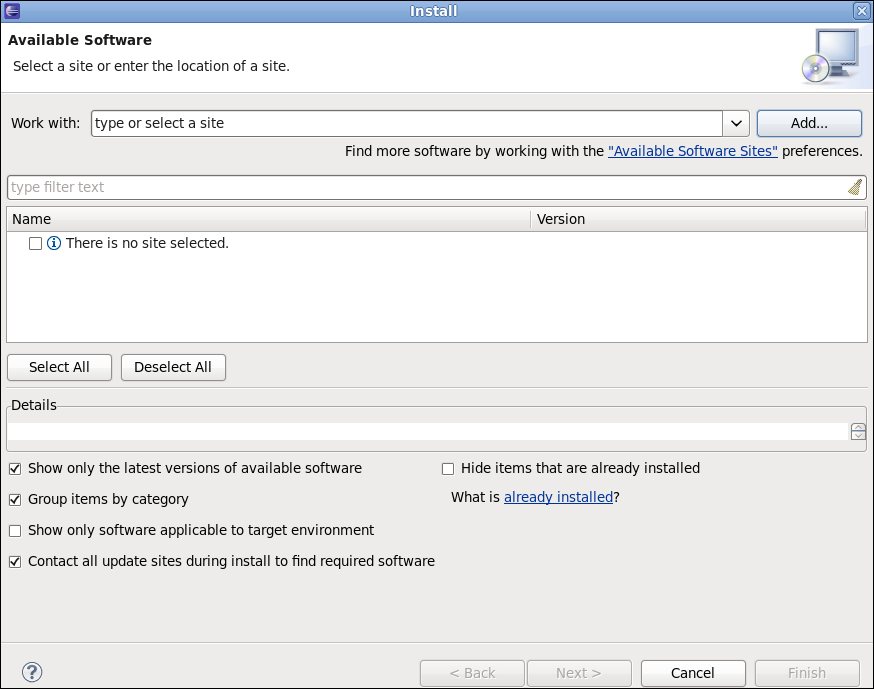 Install
Available Software
Select a site or enter the location of a site.
Work with: type or select a site Add...
Find more software by working with the "Available Software Sites" preferences.
type filter text
Name Version
There is no site selected.
Select All Deselect All
Details
Show only the latest versions of available software Hide items that are already installed
Group items by category What is already installed?
Show only software applicable to target environment
Contact all update sites during install to find required software
? < Back Next > Cancel Finish